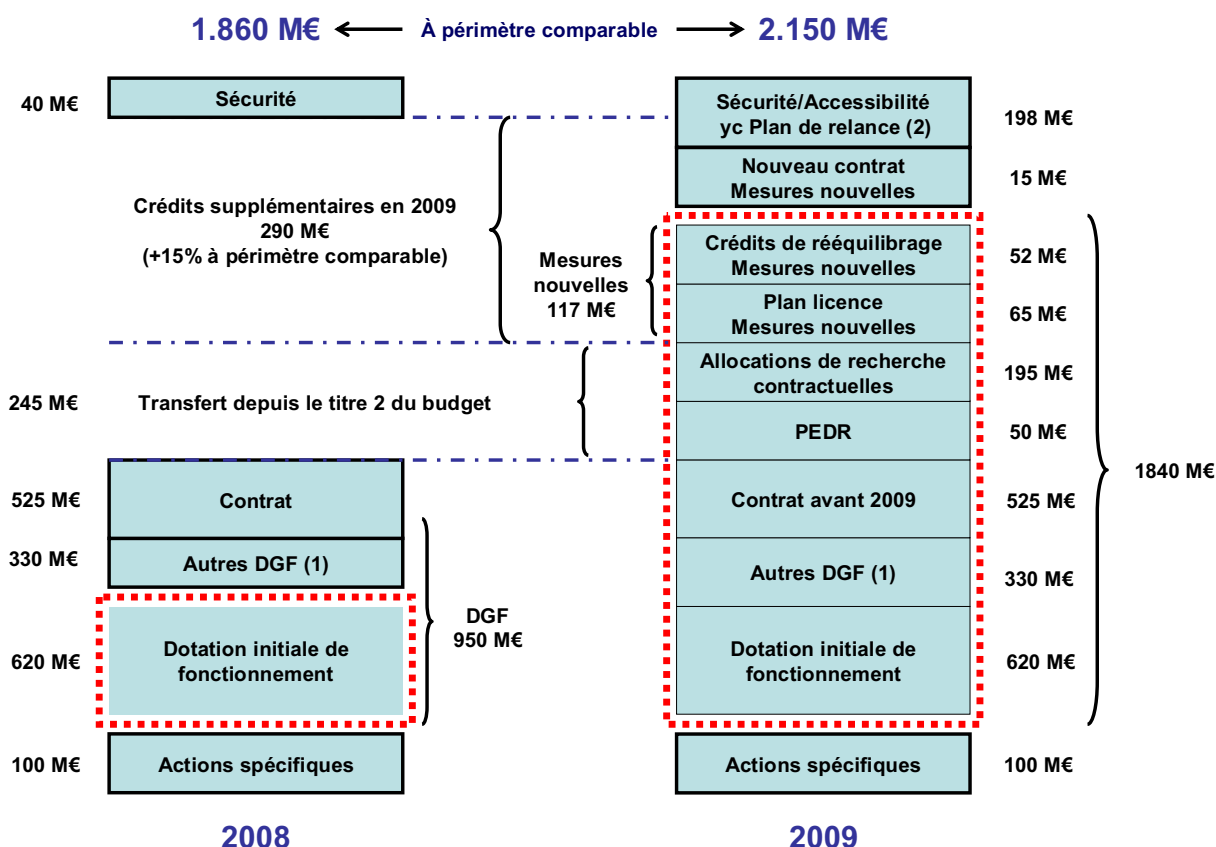 1.860 M€ À périmètre comparable 2.150 M€
40 M€
Sécurité
Crédits supplémentaires en 2009
290 M€
(+15% à périmètre comparable)
Mesures
nouvelles
117 M€
245 M€
Transfert depuis le titre 2 du budget
525 M€
Contrat
330 M€
Autres DGF (1)
620 M€
Dotation initiale de
fonctionnement
DGF
950 M€
100 M€
Actions spécifiques
2008
Sécurité/Accessibilité
yc Plan de relance (2)
198 M€
Nouveau contrat
Mesures nouvelles
15 M€
Crédits de rééquilibrage
Mesures nouvelles
52 M€
Plan licence
Mesures nouvelles
65 M€
Allocations de recherche
contractuelles
195 M€
PEDR
50 M€
Contrat avant 2009
525 M€
Autres DGF (1)
330 M€
Dotation initiale de
fonctionnement
620 M€
1840 M€
Actions spécifiques
100 M€
2009